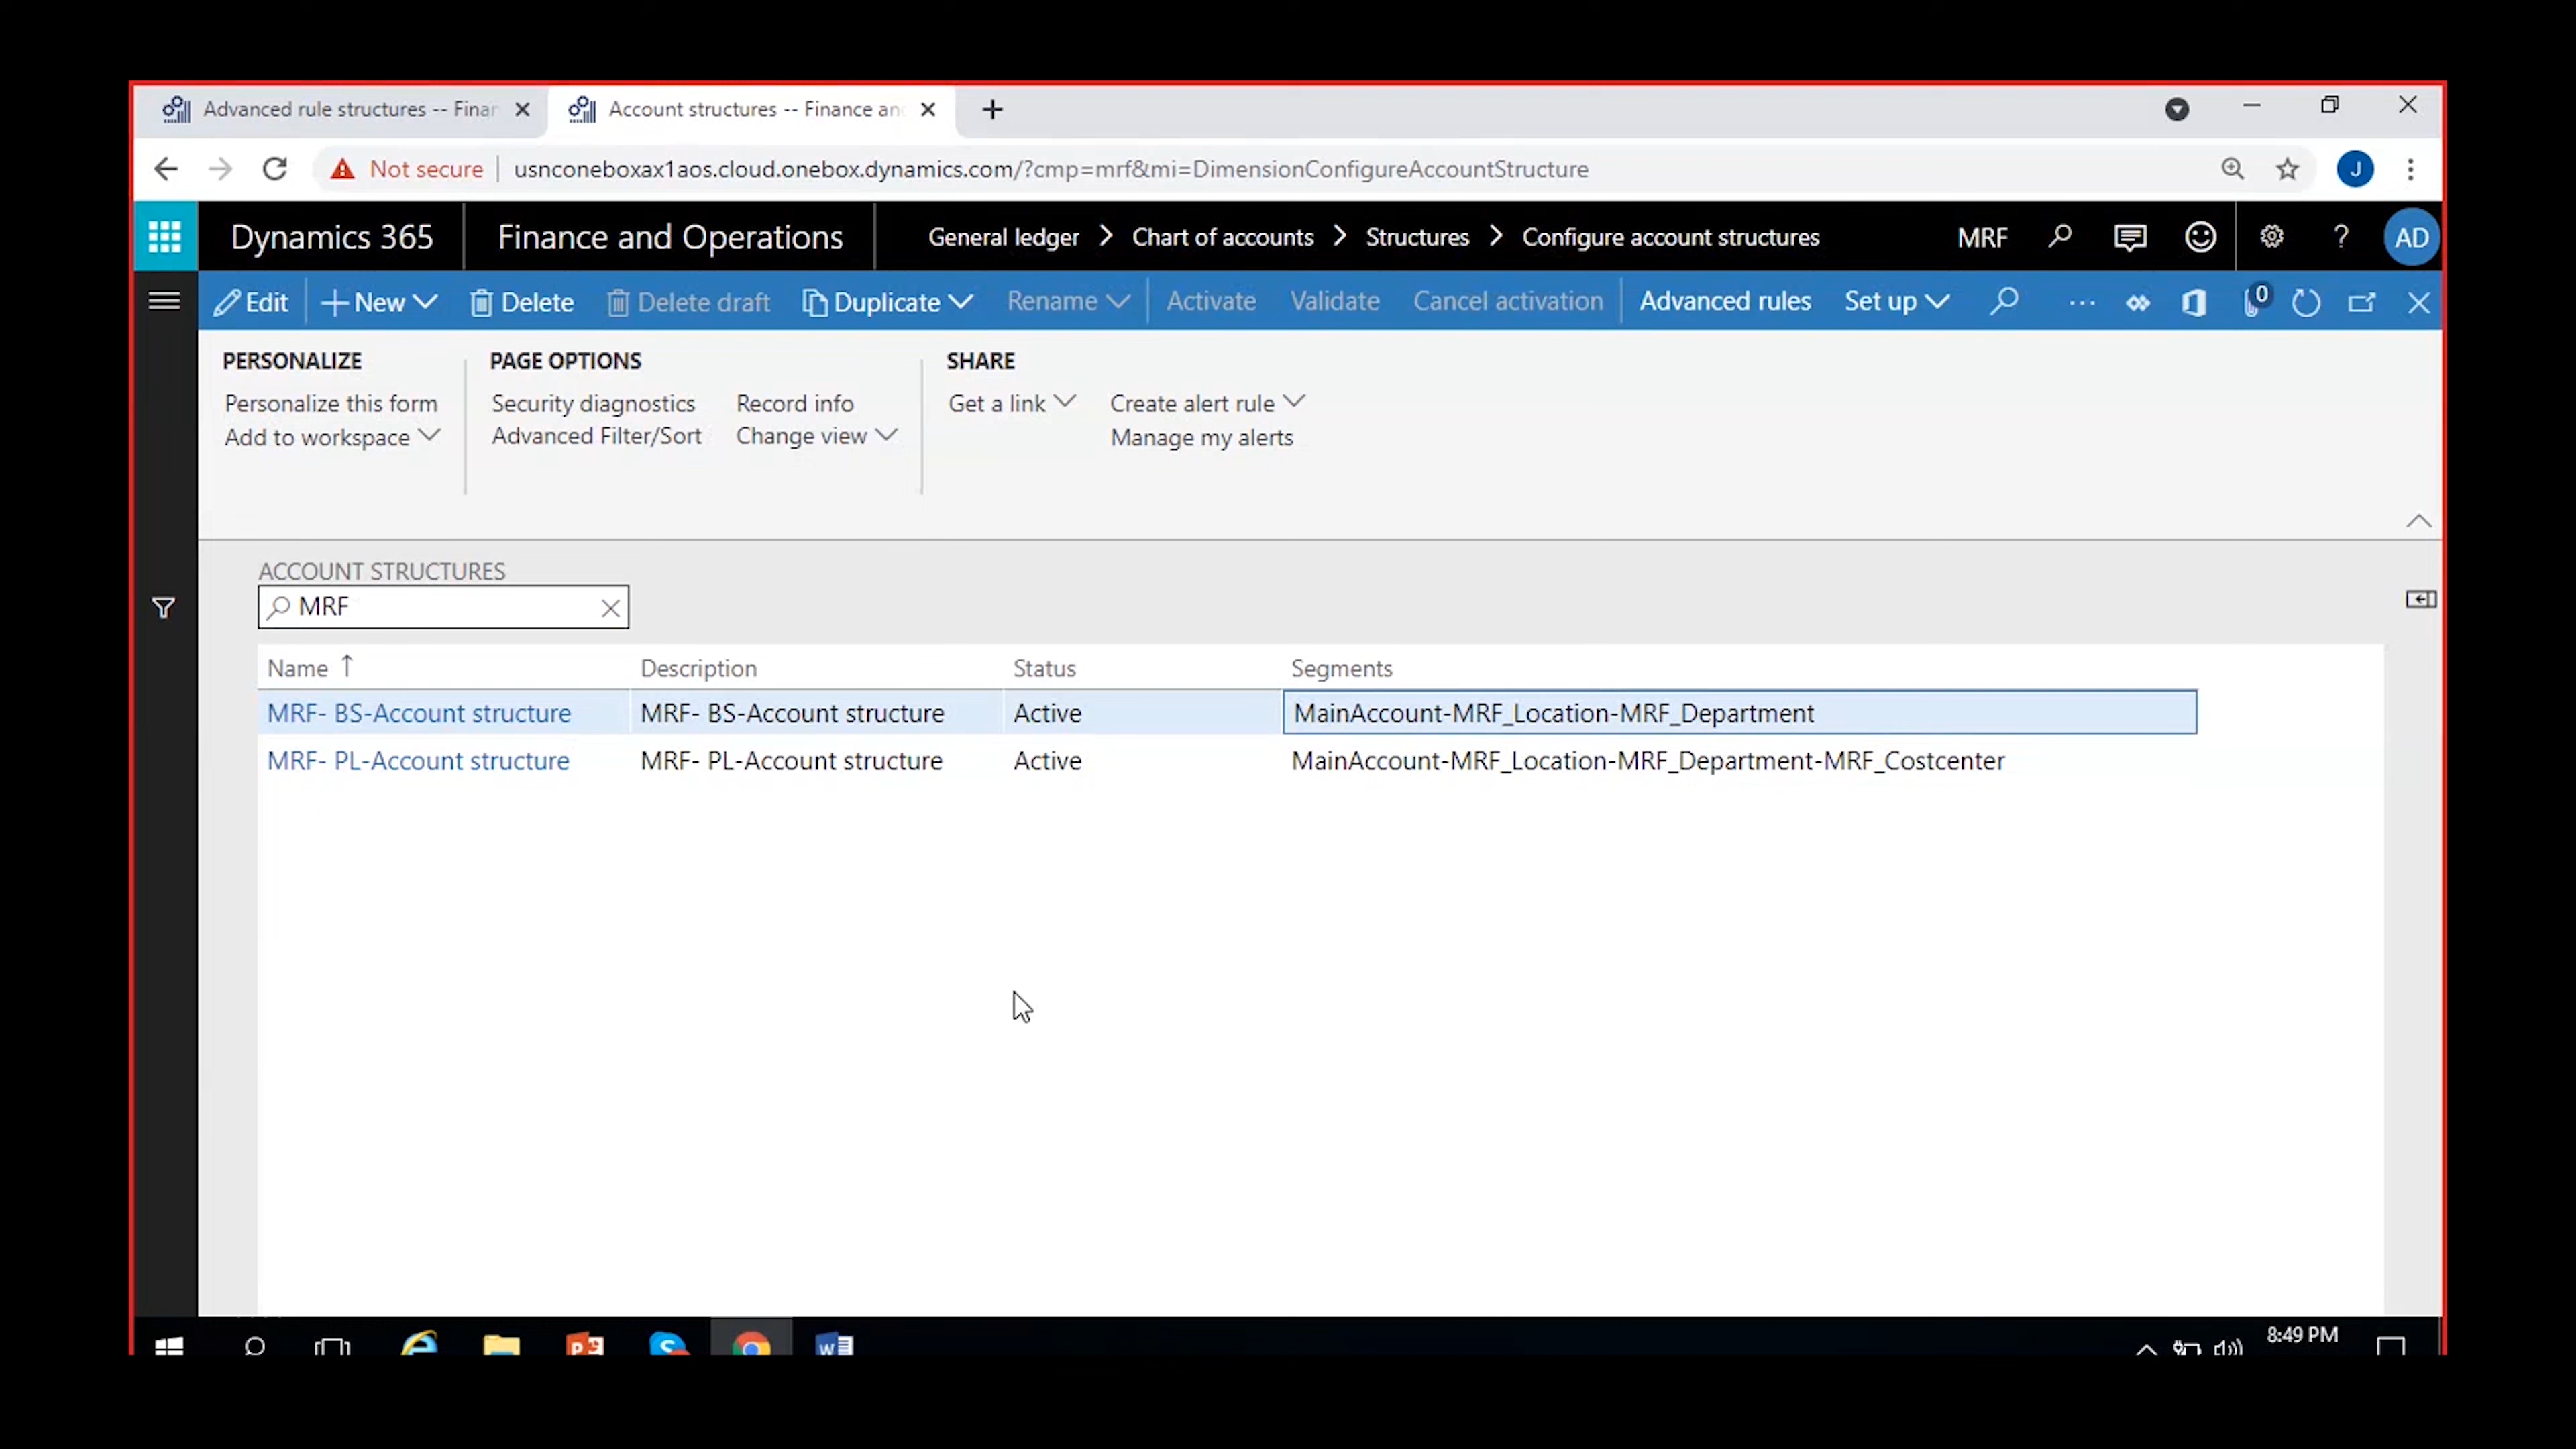 Advanced rule structures -- Finan
Account structures -- Finance an
Not secure
usnconeboxax1aos.cloud.onebox.dynamics.com/?cmp=mrf&mi=DimensionConfigureAccountStructure
J
Dynamics 365
Finance and Operations
General ledger > Chart of accounts > Structures > Configure account structures
MRF
?
AD
Edit
New
Delete
Delete draft
Duplicate
Rename
Activate
Validate
Cancel activation
Advanced rules
Set up
0
PERSONALIZE
Personalize this form
Add to workspace
PAGE OPTIONS
Security diagnostics
Record info
Advanced Filter/Sort
Change view
SHARE
Get a link
Create alert rule
Manage my alerts
ACCOUNT STRUCTURES
MRF
Name
Description
Status
Segments
MRF- BS-Account structure
MRF- BS-Account structure
Active
MainAccount-MRF_Location-MRF_Department
MRF- PL-Account structure
MRF- PL-Account structure
Active
MainAccount-MRF_Location-MRF_Department-MRF_Costcenter
8:49 PM